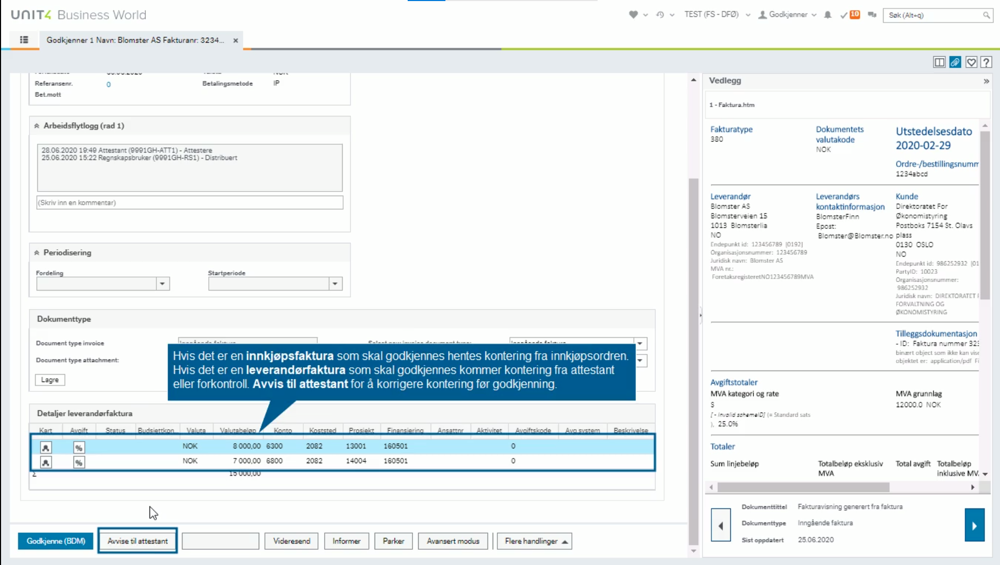 UNIT4 Business World
TEST (FS - DFØ)
Godkjenner
10
Søk (Alt+q)
Godkjenner 1 Navn: Blomster AS Fakturanr: 3234...
Referansenr.
0
Betalingsmetode
IP
Bet.mott
Arbeidsflytlogg (rad 1)
28.06.2020 19:49 Attestant (9991GH-ATT1) - Attestere
25.06.2020 15:22 Regnskapsbruker (9991GH-RS1) - Distribuert
(Skriv inn en kommentar)
Periodisering
Fordeling
Startperiode
Dokumenttype
Document type invoice
Document type attachment:
Lagre
Hvis det er en innkjøpsfaktura som skal godkjennes hentes kontering fra innkjøpsordren.
Hvis det er en leverandørfaktura som skal godkjennes kommer kontering fra attestant
eller forkontroll. Avvis til attestant for å korrigere kontering før godkjenning.
Detaljer leverandørfaktura
Kart Avgift Status Budsjettkon... Valuta Valutabeløp Konto Koststed Prosjekt Finansiering Ansattnr Aktivitet Avgiftskode Avg.system Beskrivelse
% NOK 8 000,00 6300 2082 13001 160501 0
% NOK 7 000,00 6800 2082 14004 160501 0
Σ 15 000,00
Godkjenne (BDM)
Avvise til attestant
Videresend
Informer
Parker
Avansert modus
Flere handlinger
Vedlegg
1 - Faktura.htm
Fakturatype
380
Dokumentets
valutakode
NOK
Utstedelsesdato
2020-02-29
Ordre-/bestillingsnumm
1234abcd
Leverandør
Blomster AS
Blomsterveien 15
1013 Blomsterlia
NO
Endepunkt id: 123456789 [0192]
Organisasjonsnummer: 123456789
Juridisk navn: Blomster AS
MVA nr.:
ForetaksregisteretNO123456789MVA
Leverandørs
kontaktinformasjon
BlomsterFinn
Epost:
Blomster@Blomster.no
Kunde
Direktoratet For
Økonomistyring
Postboks 7154 St. Olavs
plass
0130 OSLO
NO
Endepunkt id: 986252932 [01
PartyID: 10023
Organisasjonsnummer:
986252932
Juridisk navn: DIREKTORATET F
FORVALTNING OG
ØKONOMISTYRING
Tilleggsdokumentasjon
- ID: Faktura nummer 323
binært object som ikke kan vise
objektet er: application/pdf Fi
Avgiftstotaler
MVA kategori og rate
S
[ - Invalid schemeID] (= Standard sats
), 25.0%
MVA grunnlag
12000.0 NOK
Totaler
Sum linjebeløp
Totalbeløp eksklusiv
MVA
Total avgift
Totalbeløp
inklusive MV
Dokumenttittel Fakturavisning generert fra faktura
Dokumenttype Inngående faktura
Sist oppdatert 25.06.2020